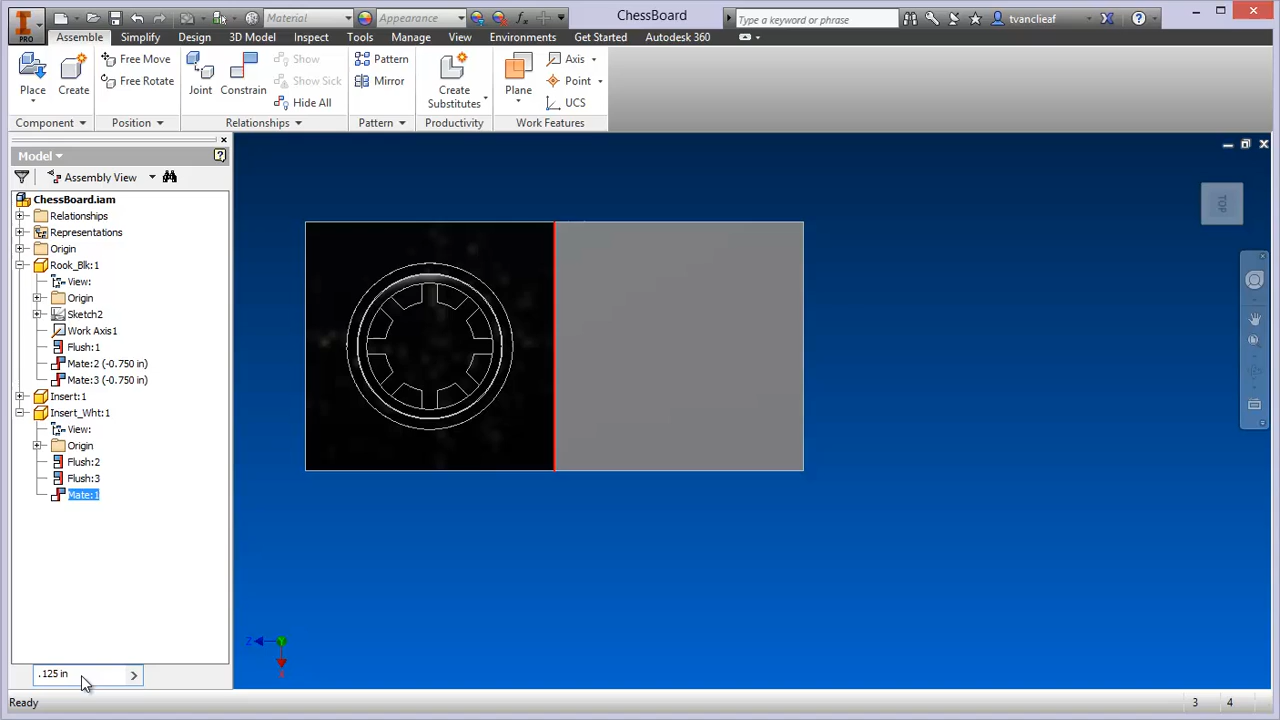 Material
Appearance
ChessBoard
Type a keyword or phrase
tvanclieaf
PRO
Assemble Simplify Design 3D Model Inspect Tools Manage View Environments Get Started Autodesk 360
Place
Create
Free Move
Free Rotate
Joint
Constrain
Show
Show Sick
Hide All
Pattern
Mirror
Create Substitutes
Plane
Axis
Point
UCS
Component Position Relationships Pattern Productivity Work Features
Model
Assembly View
ChessBoard.iam
Relationships
Representations
Origin
Rook_Blk:1
View:
Origin
Sketch2
Work Axis1
Flush:1
Mate:2 (-0.750 in)
Mate:3 (-0.750 in)
Insert:1
Insert_Wht:1
View:
Origin
Flush:2
Flush:3
Mate:1
.125 in
TOP
Z
Y
X
Ready
3 4